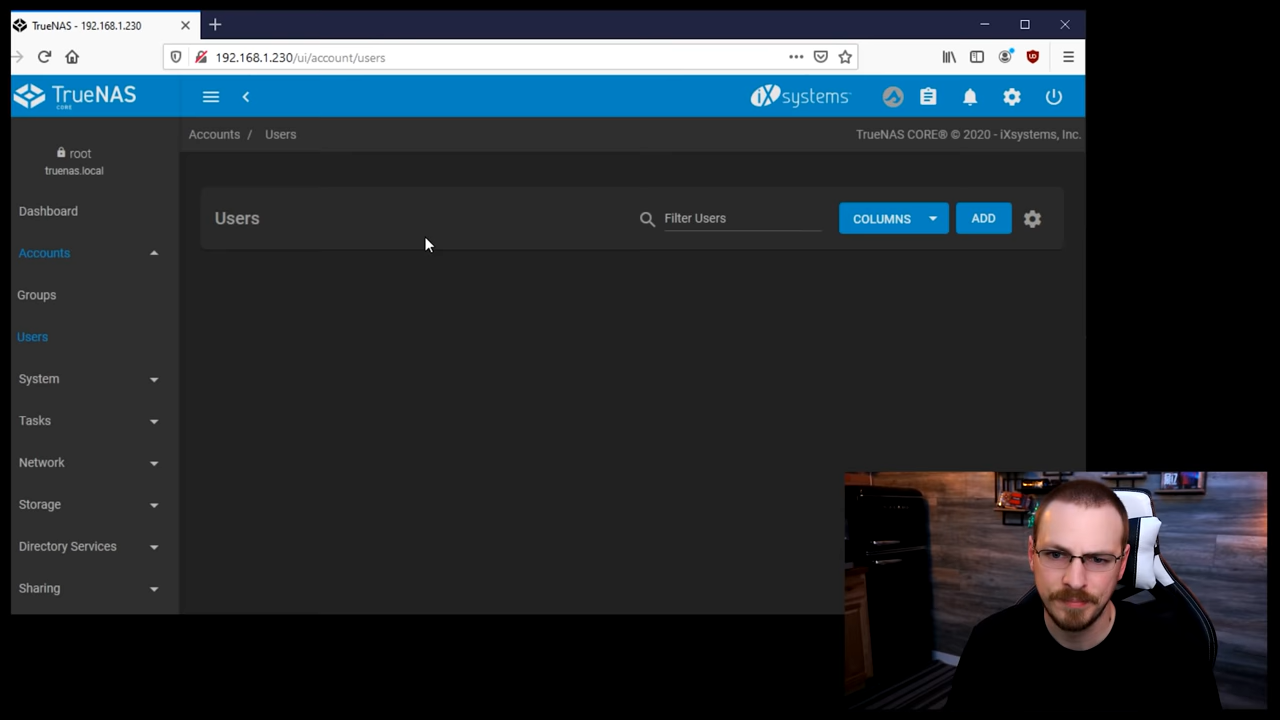 TrueNAS - 192.168.1.230
192.168.1.230/ui/account/users
TrueNAS
CORE
iXsystems
root
truenas.local
Accounts / Users
TrueNAS CORE® © 2020 - iXsystems, Inc.
Dashboard
Accounts
Groups
Users
System
Tasks
Network
Storage
Directory Services
Sharing
Users
Filter Users
COLUMNS
ADD